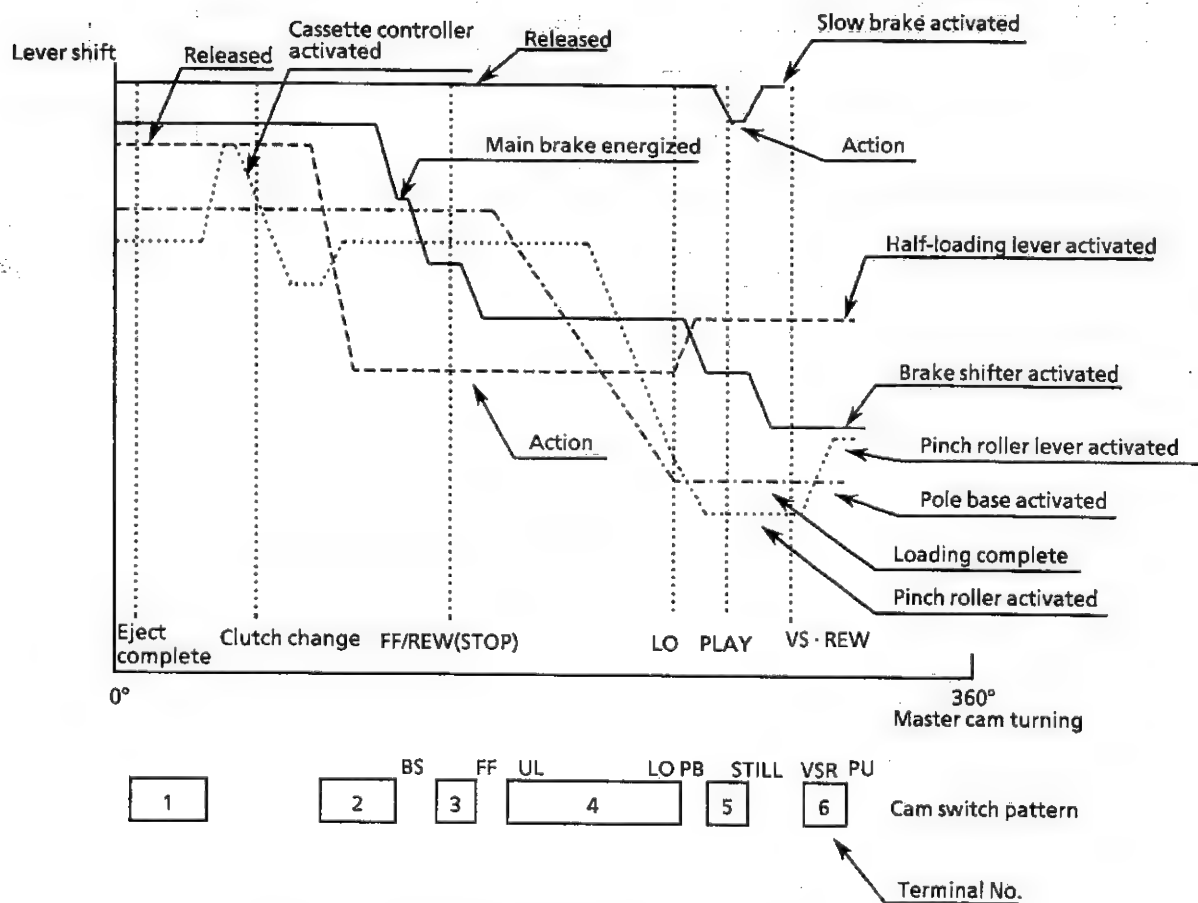 Slow brake activated
Cassette controller
activated
Released
Lever shift
Released
Main brake energized
Action
Half-loading lever activated
Brake shifter activated
Action
Pinch roller lever activated
Pole base activated
Loading complete
Pinch roller activated
Eject
complete
Clutch change
FF/REW(STOP)
LO
PLAY
VS · REW
0°
360°
Master cam turning
BS
FF
UL
LO
PB
STILL
VSR
PU
1
2
3
4
5
6
Cam switch pattern
Terminal No.